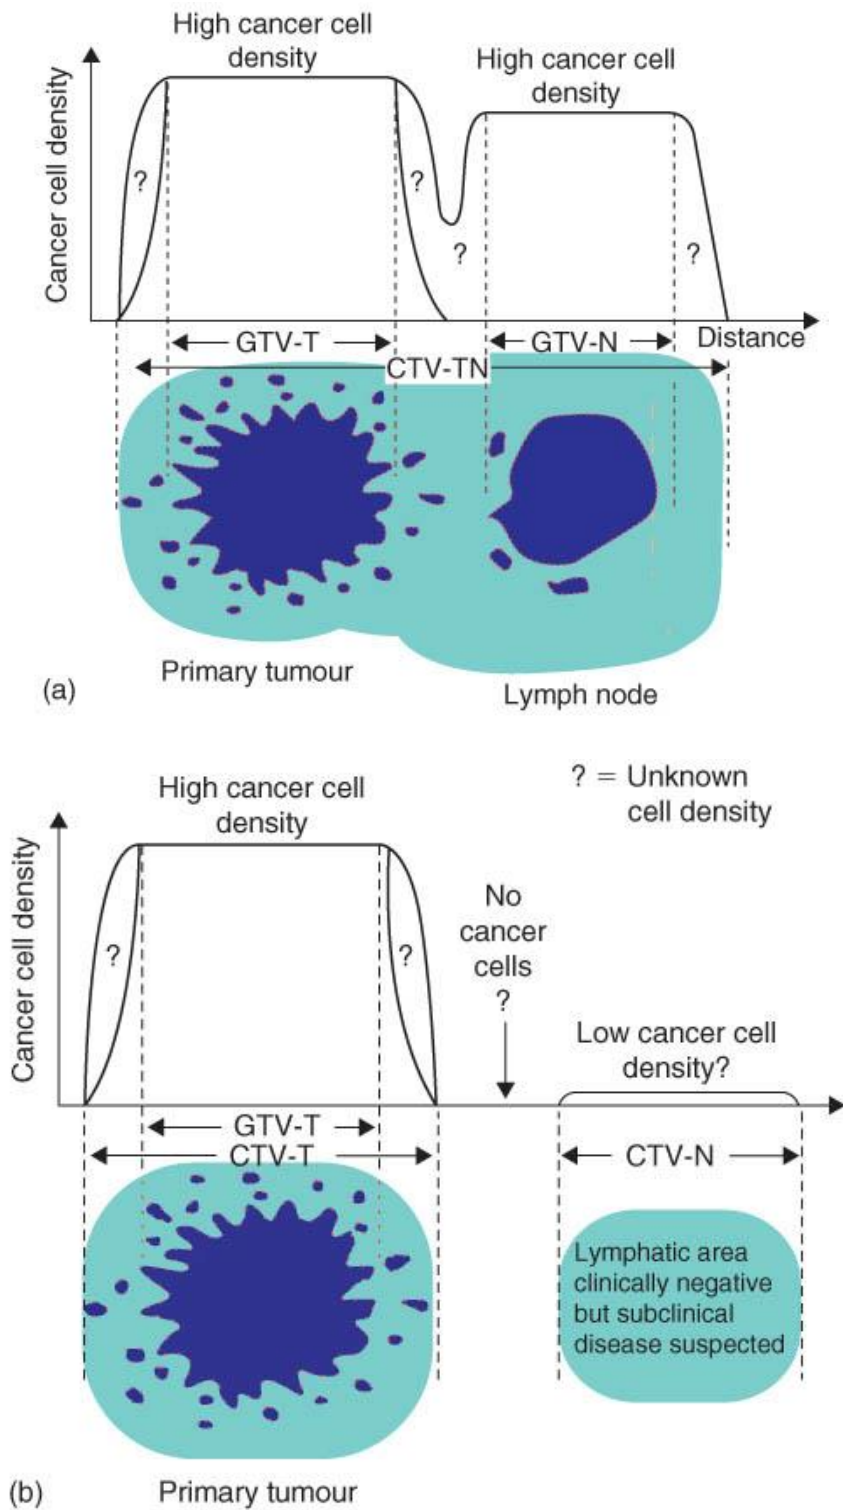 High cancer cell
density
High cancer cell
density
Cancer cell density
?
?
?
?
GTV-T
GTV-N
Distance
CTV-TN
Primary tumour
Lymph node
(a)
? = Unknown
cell density
High cancer cell
density
Cancer cell density
?
?
No
cancer
cells
?
Low cancer cell
density?
GTV-T
CTV-T
CTV-N
Lymphatic area
clinically negative
but subclinical
disease suspected
Primary tumour
(b)